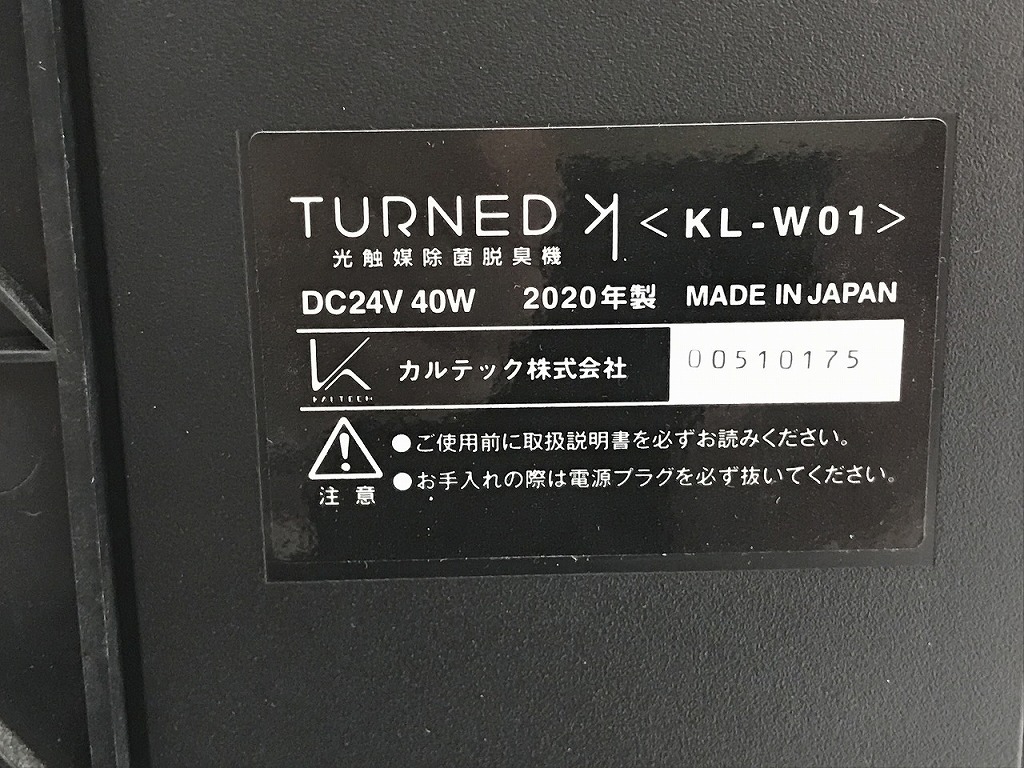 TURNED K <KL-W01>
光触媒除菌脱臭機
DC24V 40W 2020年製 MADE IN JAPAN
KALTECH カルテック株式会社 00510175
●ご使用前に取扱説明書を必ずお読みください。
●お手入れの際は電源プラグを必ず抜いてください。
注意